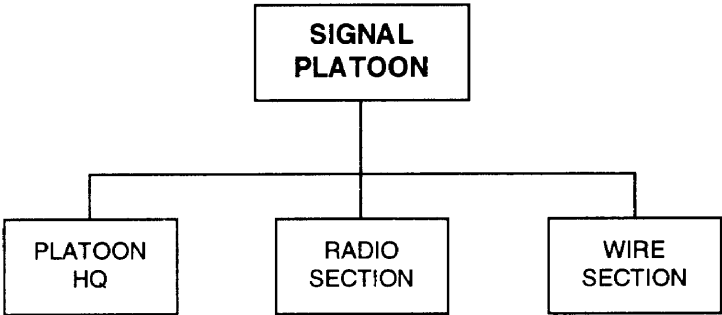 SIGNAL
PLATOON
PLATOON
HQ
RADIO
SECTION
WIRE
SECTION